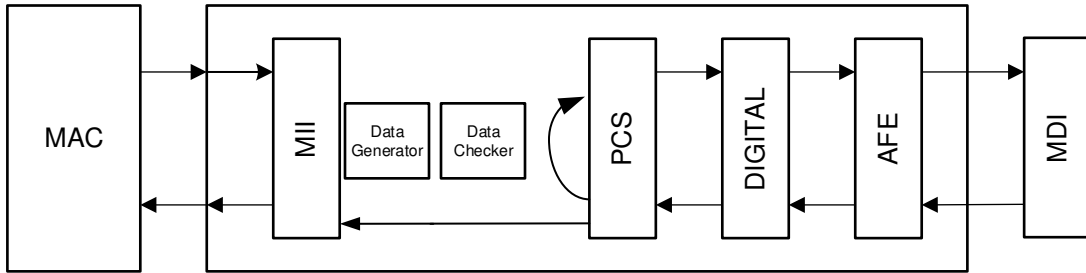 MAC
MII
Data
Generator
Data
Checker
PCS
DIGITAL
AFE
MDI